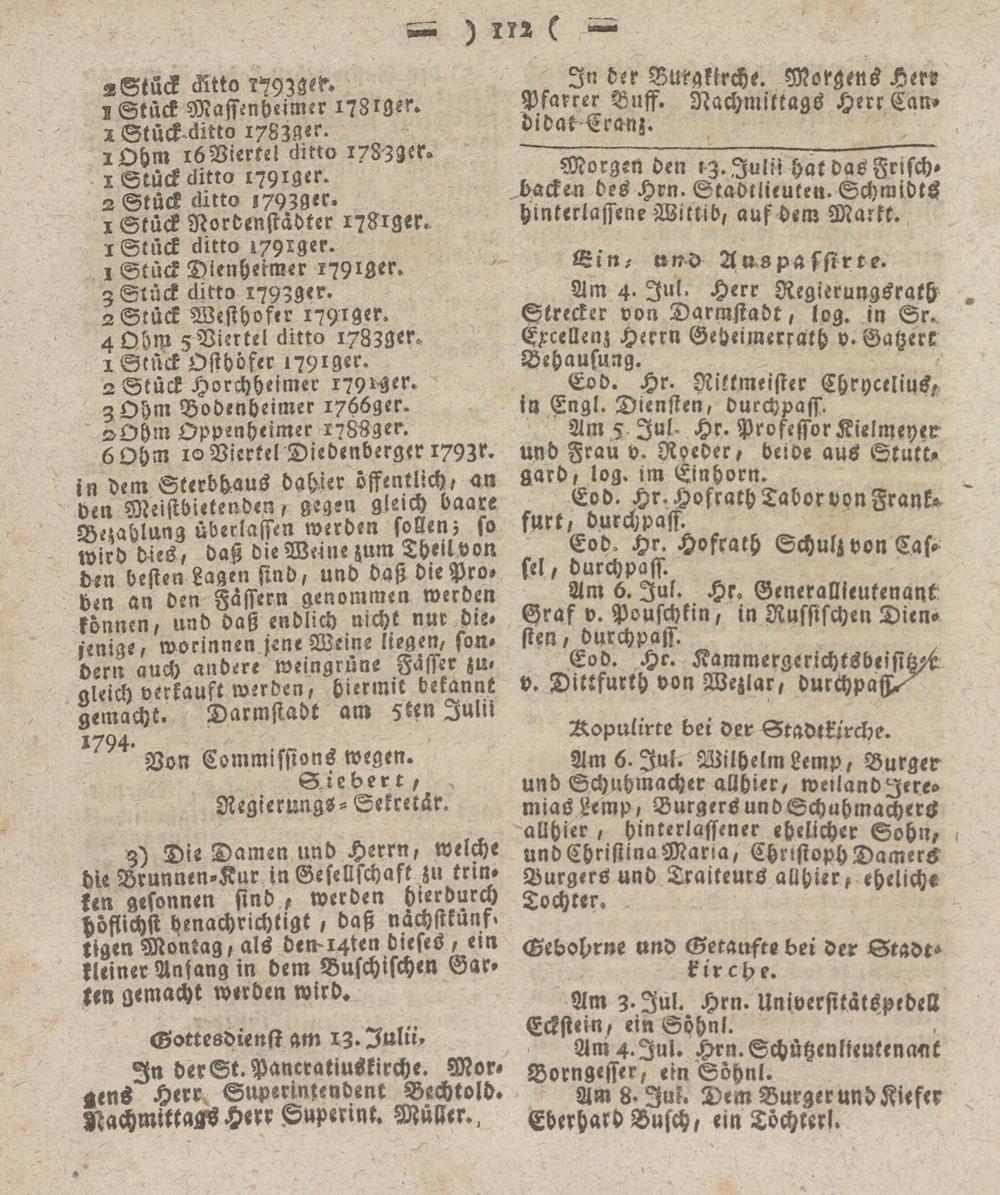 ) 112 (
2 Stück ditto 1793ger.
1 Stück Massenheimer 1781ger.
1 Stück ditto 1783ger.
1 Ohm 16 Viertel ditto 1783ger.
1 Stück ditto 1791ger.
2 Stück ditto 1793ger.
1 Stück Nordenstädter 1781ger.
1 Stück ditto 1791ger.
1 Stück Dienheimer 1791ger.
3 Stück ditto 1793ger.
2 Stück Westhofer 1791ger.
4 Ohm 5 Viertel ditto 1783ger.
1 Stück Osthöfer 1791ger.
2 Stück Horchheimer 1791ger.
3 Ohm Bodenheimer 1766ger.
2 Ohm Oppenheimer 1788ger.
6 Ohm 10 Viertel Diedenberger 1793r.
in dem Sterbhaus dahier öffentlich, an
den Meistbietenden, gegen gleich baare
Bezahlung überlassen werden sollen; so
wird dies, daß die Weine zum Theil von
den besten Lagen sind, und daß die Pro-
ben an den Fässern genommen werden
können, und daß endlich nicht nur die-
jenige, worinnen jene Weine liegen, son-
dern auch andere weingrüne Fässer zu-
gleich verkauft werden, hiermit bekannt
gemacht. Darmstadt am 5ten Julii
1794.
Von Commissions wegen.
Siebert,
Regierungs-Sekretär.
3) Die Damen und Herrn, welche
die Brunnen-Kur in Gesellschaft zu trin-
ken gesonnen sind, werden hierdurch
höflichst benachrichtigt, daß nächstkünf-
tigen Montag, als den 14ten dieses, ein
kleiner Anfang in dem Buschischen Gar-
ten gemacht werden wird.
Gottesdienst am 13. Julii.
In der St. Pancratiuskirche. Mor-
gens Herr Superintendent Bechtold.
Nachmittags Herr Superint. Müller.
In der Burgkirche. Morgens Herr
Pfarrer Buff. Nachmittags Herr Can-
didat Cranz.
Morgen den 13. Julii hat das Frisch-
backen des Hrn. Stadtlieuten. Schmidts
hinterlassene Wittib, auf dem Markt.
Ein- und Auspassirte.
Am 4. Jul. Herr Regierungsrath
Strecker von Darmstadt, log. in Sr.
Excellenz Herrn Geheimerrath v. Gatzert
Behausung.
Eod. Hr. Rittmeister Chrycelius,
in Engl. Diensten, durchpass.
Am 5. Jul. Hr. Professor Kielmeyer
und Frau v. Roeder, beide aus Stutt-
gard, log. im Einhorn.
Eod. Hr. Hofrath Tabor von Frank-
furt, durchpass.
Eod. Hr. Hofrath Schulz von Cas-
sel, durchpass.
Am 6. Jul. Hr. Generallieutenant
Graf v. Pouschkin, in Russischen Dien-
sten, durchpass.
Eod. Hr. Kammergerichtsbeisitzer
v. Dittfurth von Wezlar, durchpass.
Kopulirte bei der Stadtkirche.
Am 6. Jul. Wilhelm Lemp, Burger
und Schuhmacher allhier, weiland Jere-
mias Lemp, Burgers und Schuhmachers
allhier, hinterlassener ehelicher Sohn,
und Christina Maria, Christoph Damers
Burgers und Traiteurs allhier, eheliche
Tochter.
Gebohrne und Getaufte bei der Stadt-
kirche.
Am 3. Jul. Hrn. Universitätspedell
Eckstein, ein Söhnl.
Am 4. Jul. Hrn. Schützenlieutenant
Borngesser, ein Söhnl.
Am 8. Jul. Dem Burger und Kiefer
Eberhard Busch, ein Töchterl.